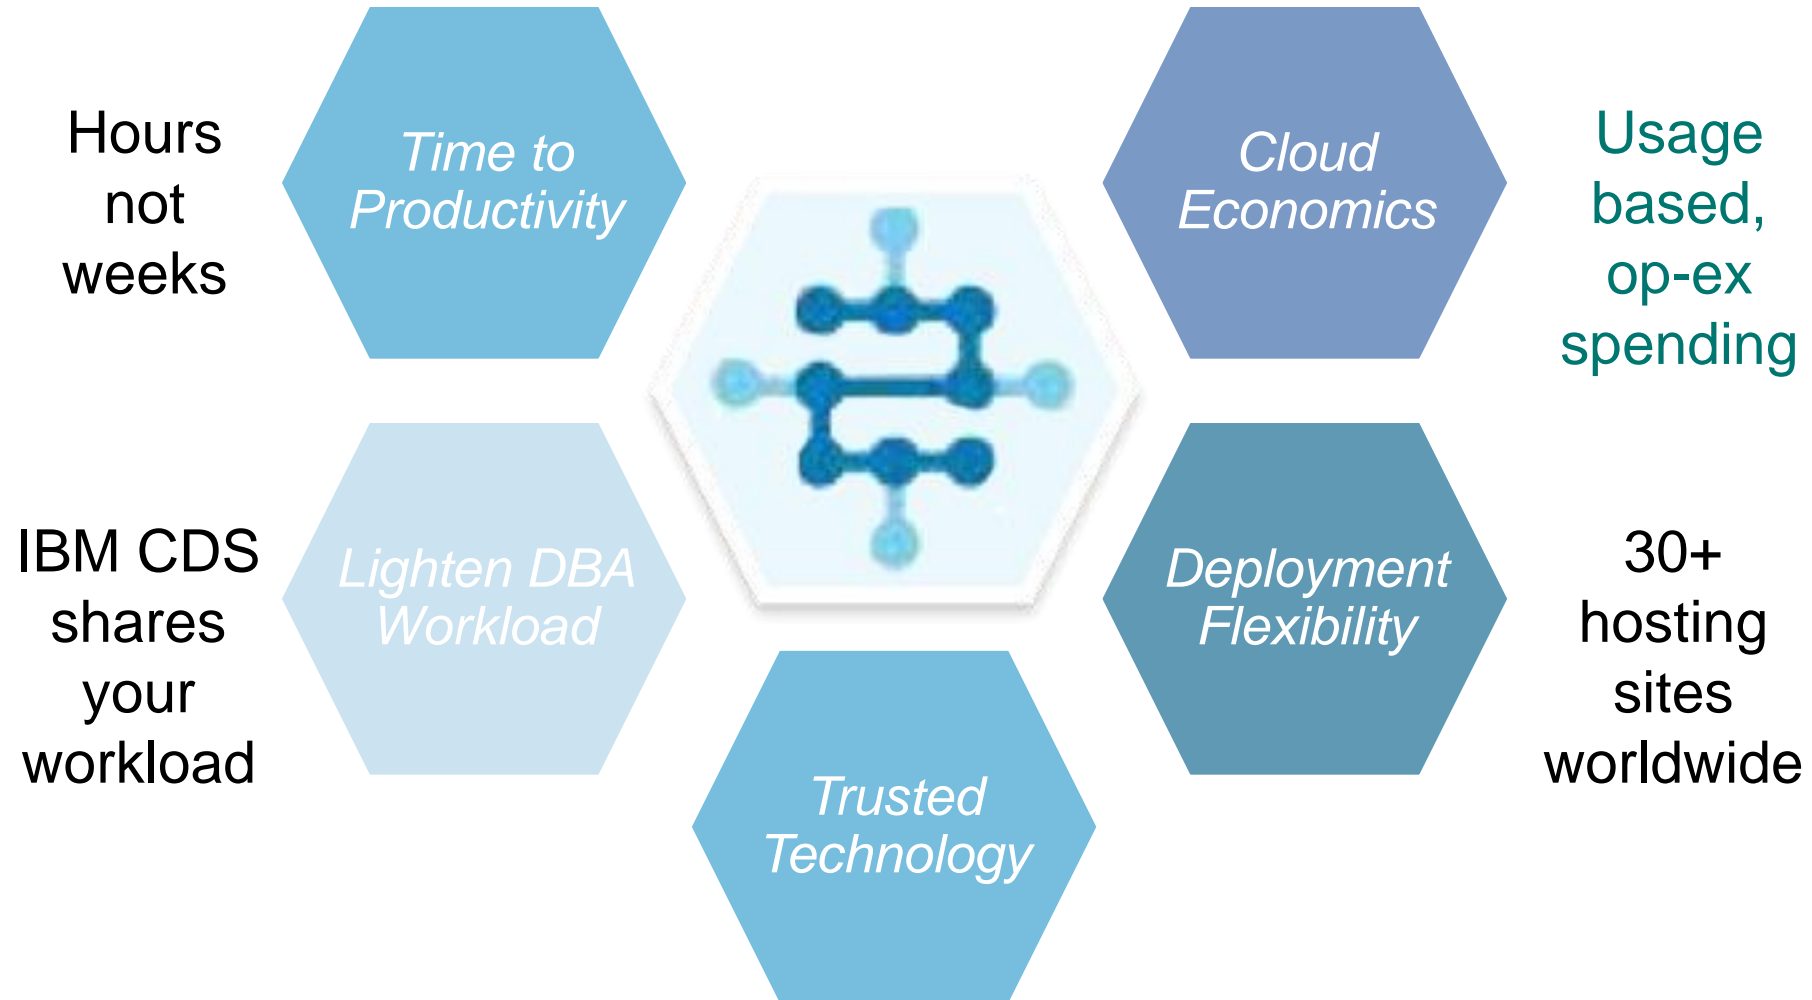 Hours
not
weeks
Time to
Productivity
Cloud
Economics
Usage
based,
op-ex
spending
IBM CDS
shares
your
workload
Lighten DBA
Workload
Deployment
Flexibility
30+
hosting
sites
worldwide
Trusted
Technology